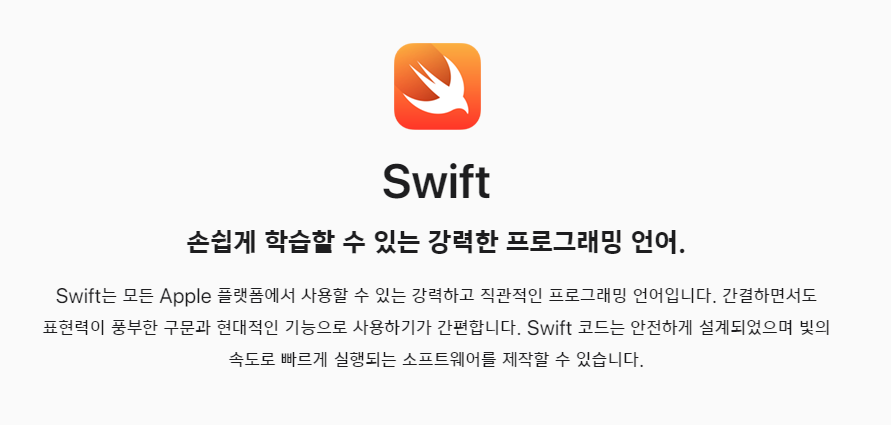 Swift
손쉽게 학습할 수 있는 강력한 프로그래밍 언어.
Swift는 모든 Apple 플랫폼에서 사용할 수 있는 강력하고 직관적인 프로그래밍 언어입니다. 간결하면서도
표현력이 풍부한 구문과 현대적인 기능으로 사용하기가 간편합니다. Swift 코드는 안전하게 설계되었으며 빛의
속도로 빠르게 실행되는 소프트웨어를 제작할 수 있습니다.